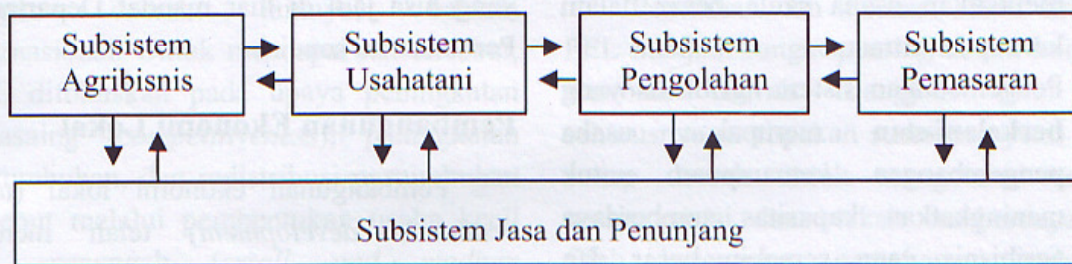 Subsistem
Agribisnis
Subsistem
Usahatani
Subsistem
Pengolahan
Subsistem
Pemasaran
Subsistem Jasa dan Penunjang